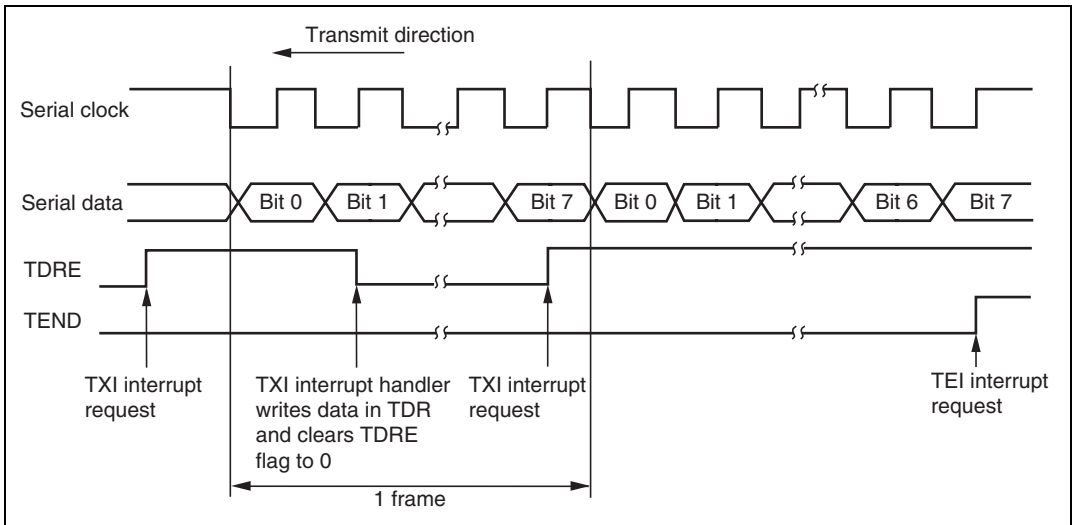 Transmit direction
Serial clock
Serial data
Bit 0
Bit 1
Bit 7
Bit 0
Bit 1
Bit 6
Bit 7
TDRE
TEND
TXI interrupt
request
TXI interrupt handler
writes data in TDR
and clears TDRE
flag to 0
TXI interrupt
request
TEI interrupt
request
1 frame